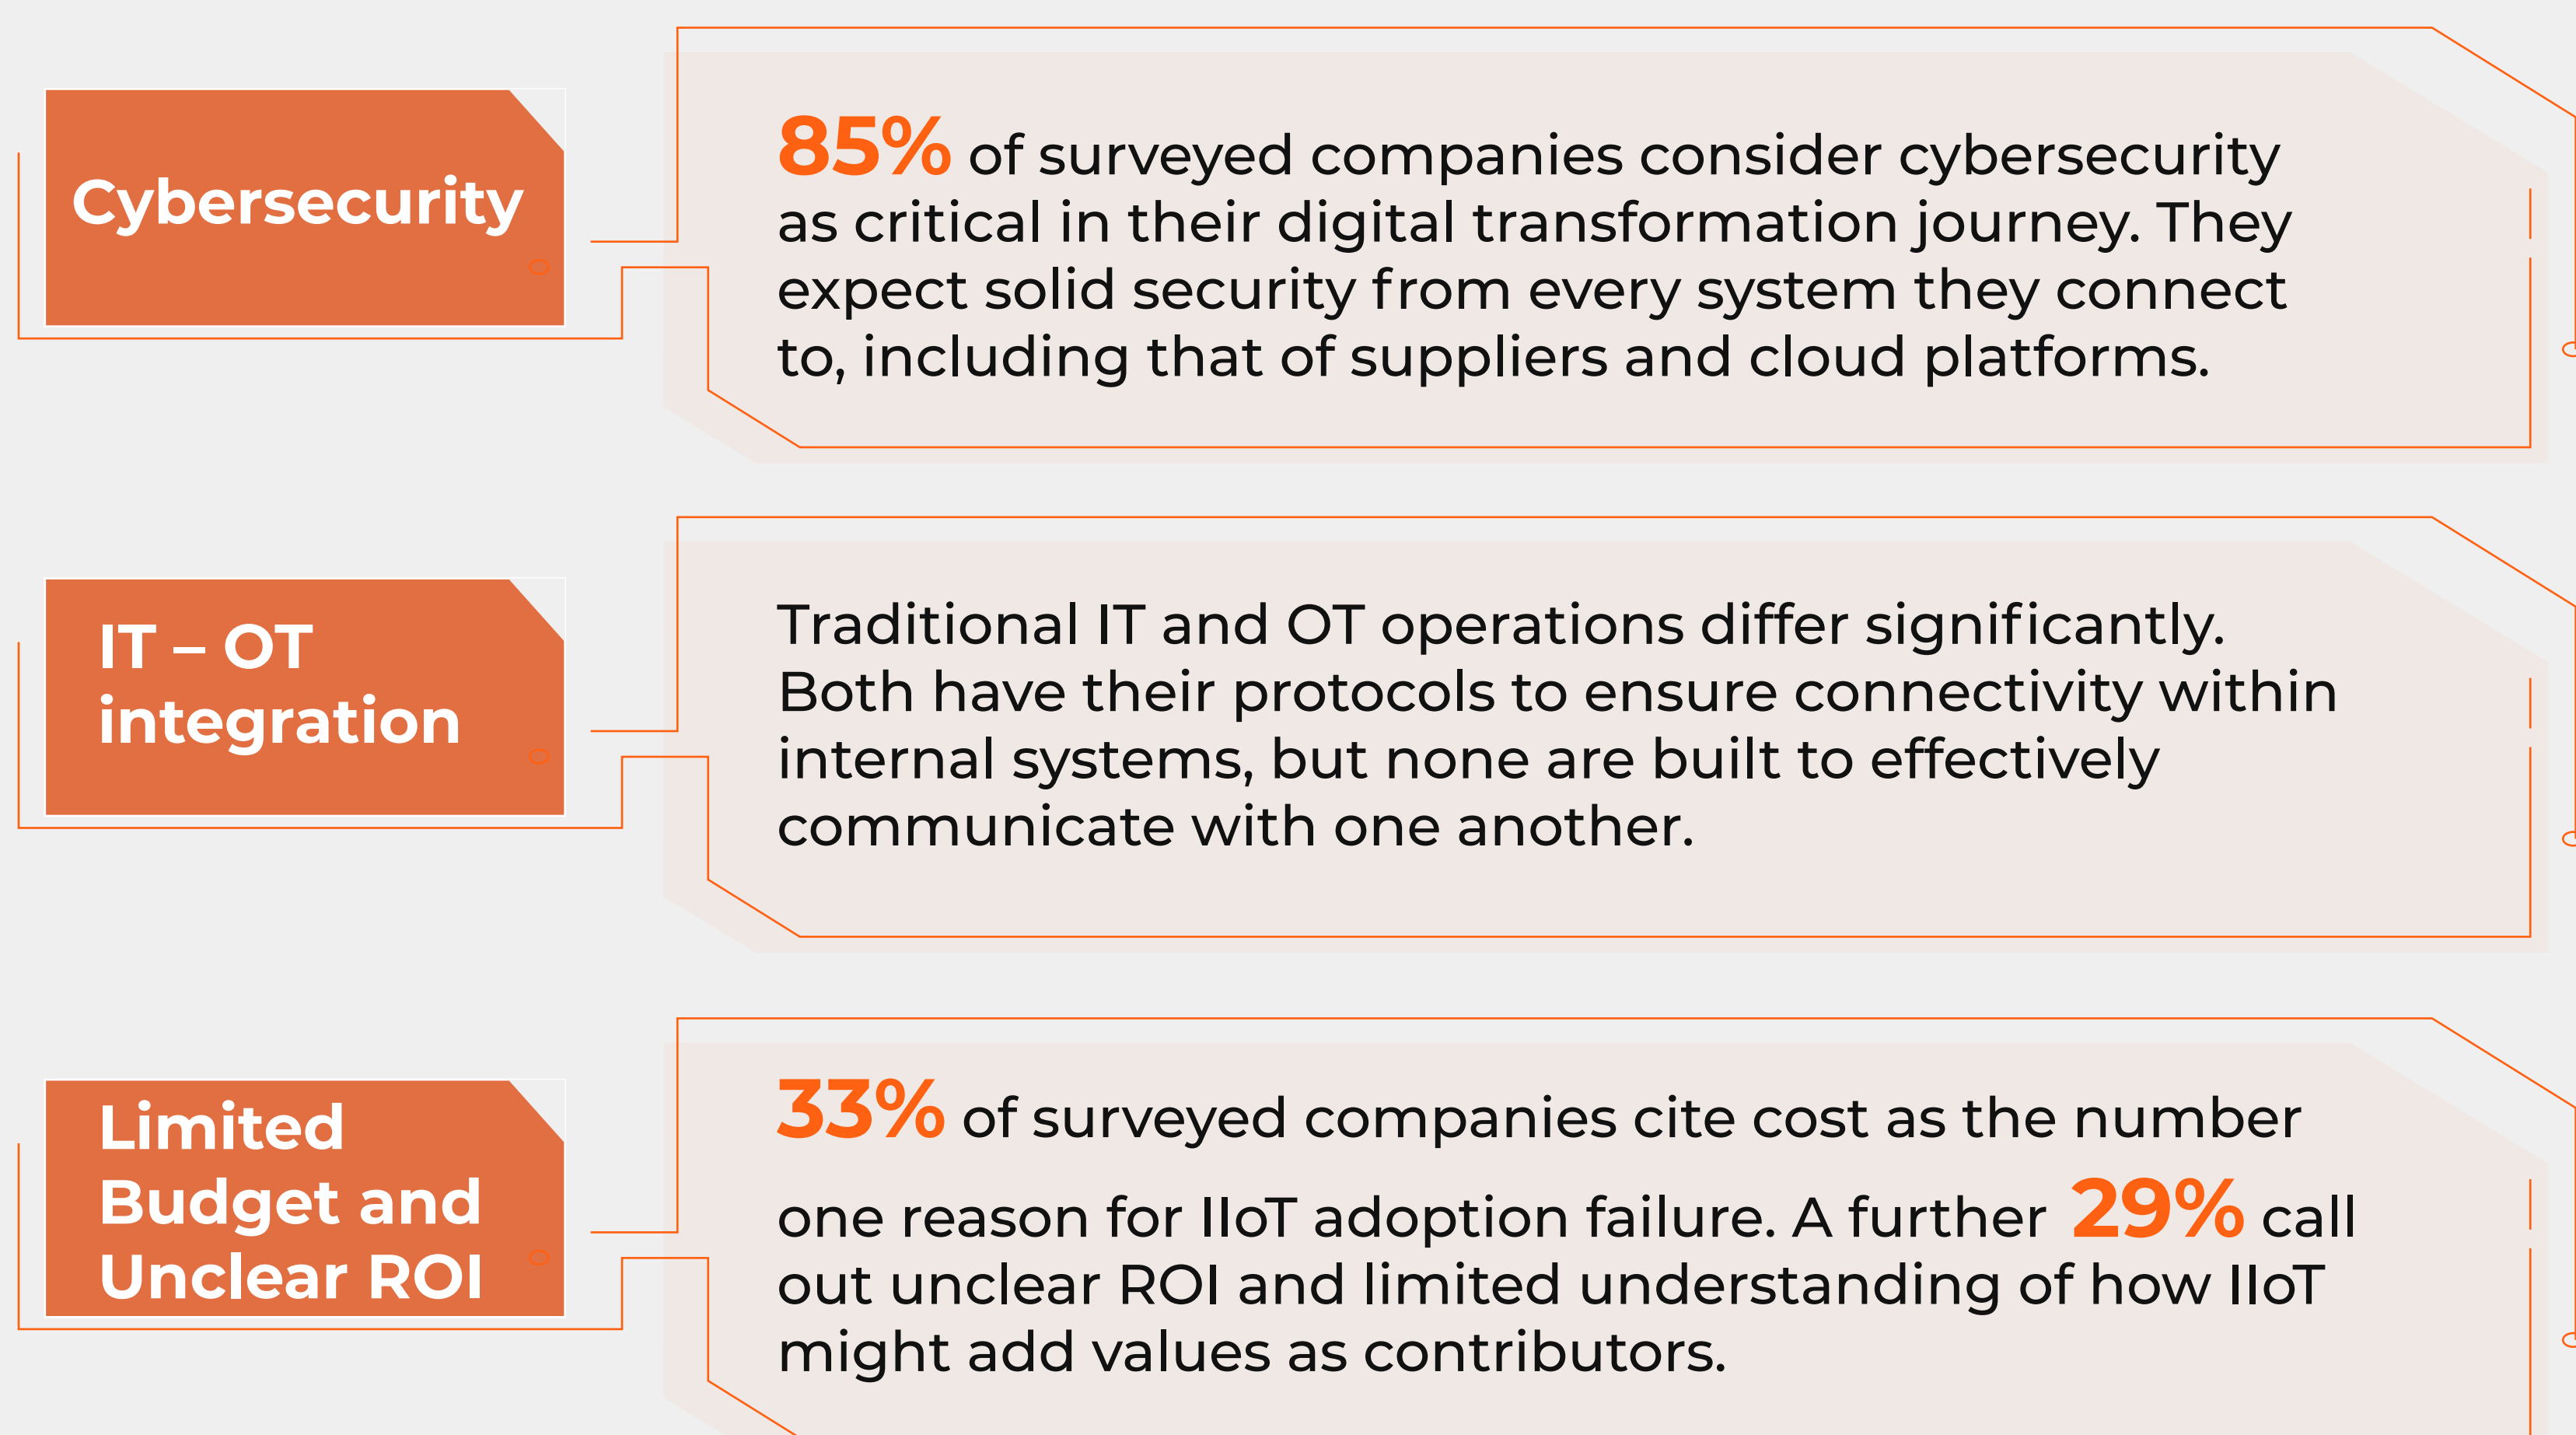 Cybersecurity
85% of surveyed companies consider cybersecurity
as critical in their digital transformation journey. They
expect solid security from every system they connect
to, including that of suppliers and cloud platforms.
IT – OT
integration
Traditional IT and OT operations differ significantly.
Both have their protocols to ensure connectivity within
internal systems, but none are built to effectively
communicate with one another.
Limited
Budget and
Unclear ROI
33% of surveyed companies cite cost as the number
one reason for IIoT adoption failure. A further 29% call
out unclear ROI and limited understanding of how IIoT
might add values as contributors.